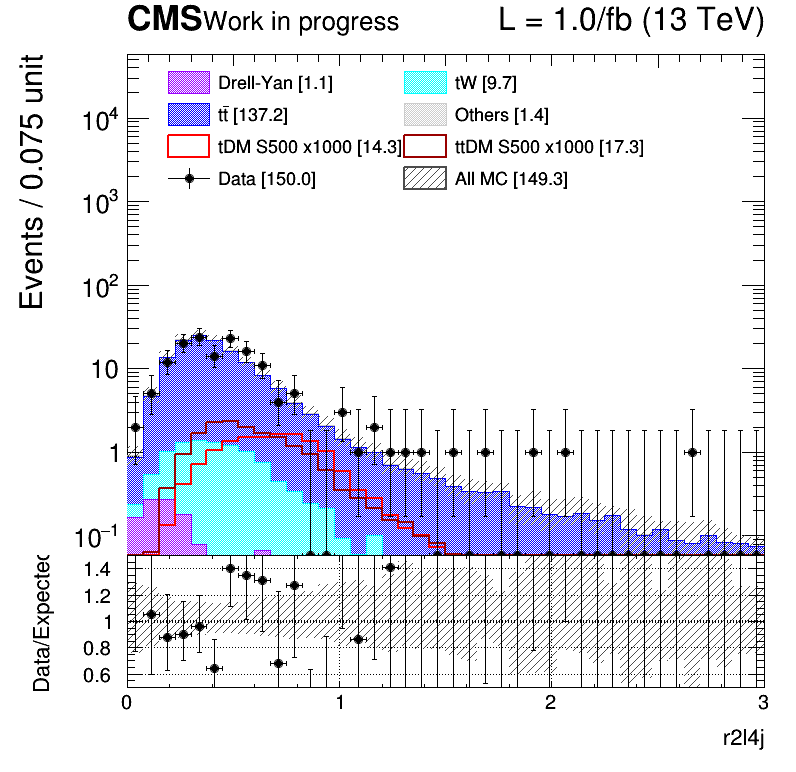 CMS Work in progress L = 1.0/fb (13 TeV)
Drell-Yan [1.1] tW [9.7]
tt̄ [137.2] Others [1.4]
tDM S500 x1000 [14.3] ttDM S500 x1000 [17.3]
Data [150.0] All MC [149.3]
Events / 0.075 unit
10⁴
10³
10²
10
1
10⁻¹
Data/Expected
1.4
1.2
1
0.8
0.6
0 1 2 3
r2l4j